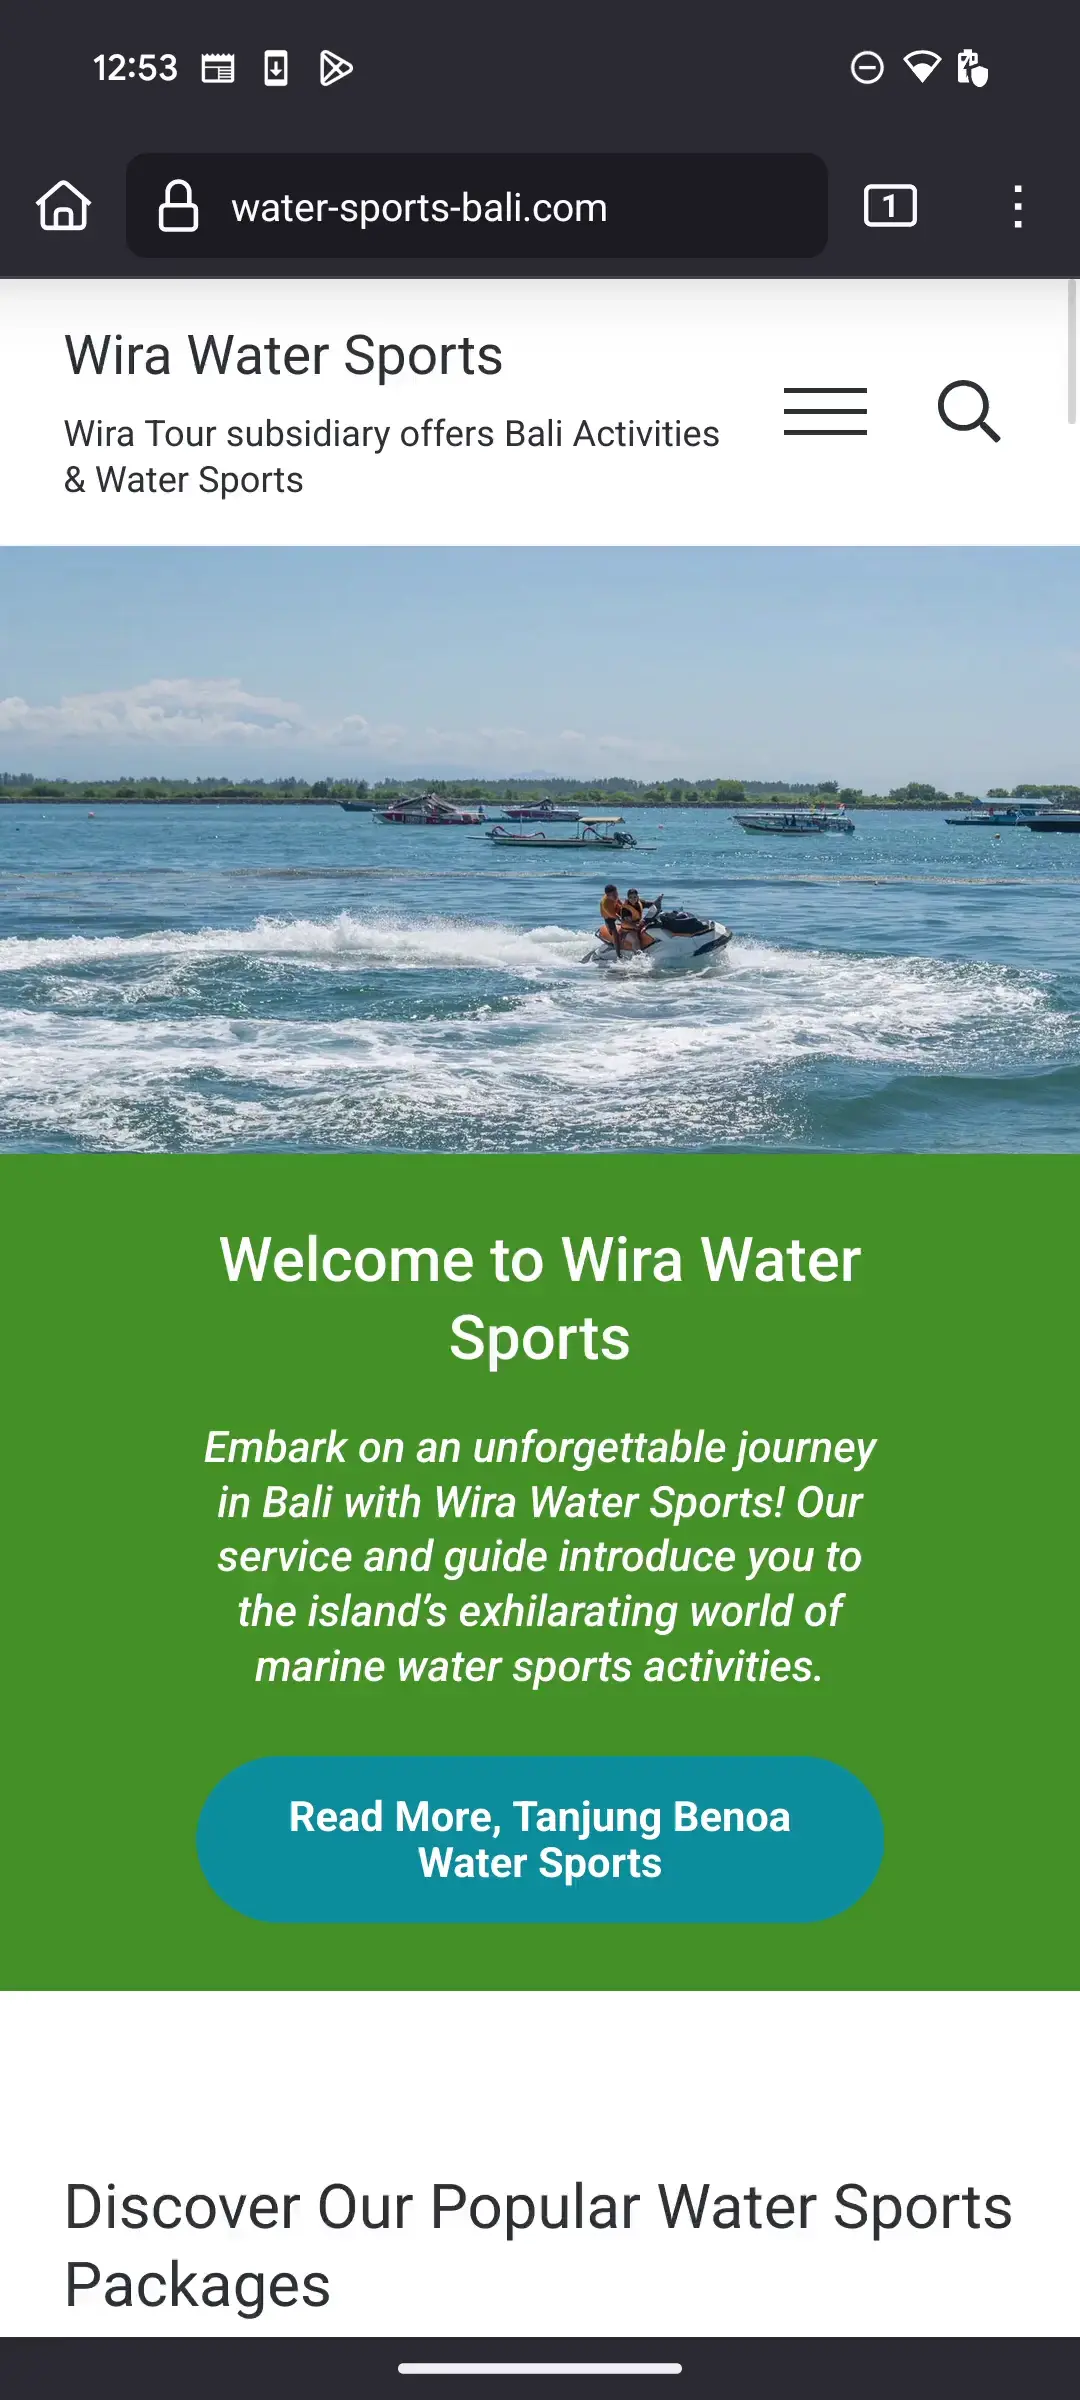 12:53
water-sports-bali.com
1
Wira Water Sports
Wira Tour subsidiary offers Bali Activities
& Water Sports
Welcome to Wira Water
Sports
Embark on an unforgettable journey
in Bali with Wira Water Sports! Our
service and guide introduce you to
the island’s exhilarating world of
marine water sports activities.
Read More, Tanjung Benoa
Water Sports
Discover Our Popular Water Sports
Packages